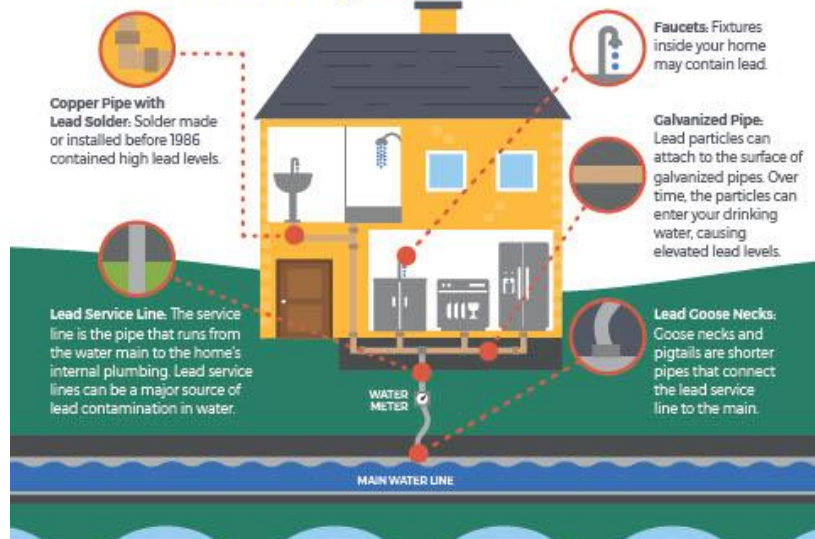 Copper Pipe with
Lead Solder: Solder made
or installed before 1986
contained high lead levels.
Lead Service Line: The service
line is the pipe that runs from
the water main to the home's
internal plumbing. Lead service
lines can be a major source of
lead contamination in water.
Faucets: Fixtures
inside your home
may contain lead.
Galvanized Pipe:
Lead particles can
attach to the surface of
galvanized pipes. Over
time, the particles can
enter your drinking
water, causing
elevated lead levels.
Lead Goose Necks:
Goose necks and
pigtails are shorter
pipes that connect
the lead service
line to the main.
WATER
METER
MAIN WATER LINE